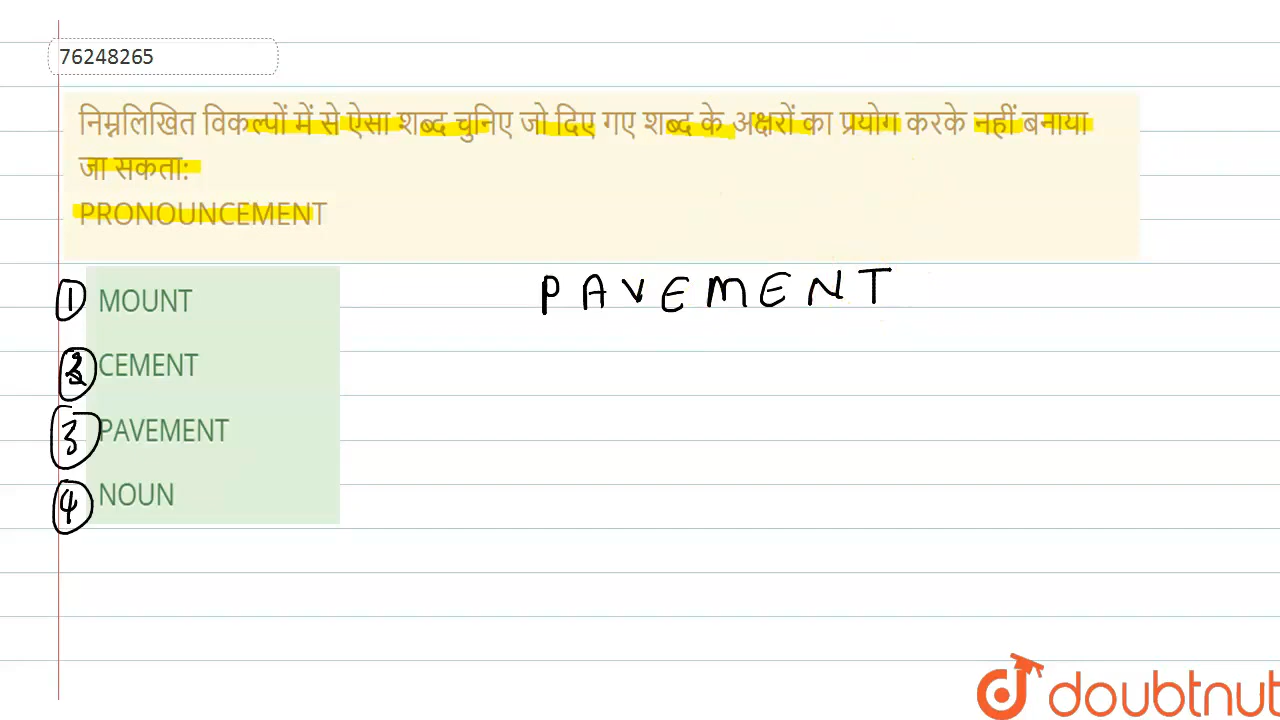 76248265
निम्नलिखित विकल्पों में से ऐसा शब्द चुनिए जो दिए गए शब्द के अक्षरों का प्रयोग करके नहीं बनाया
जा सकता:
PRONOUNCEMENT
① MOUNT
PAVEMENT
② CEMENT
③ PAVEMENT
④ NOUN
doubtnut